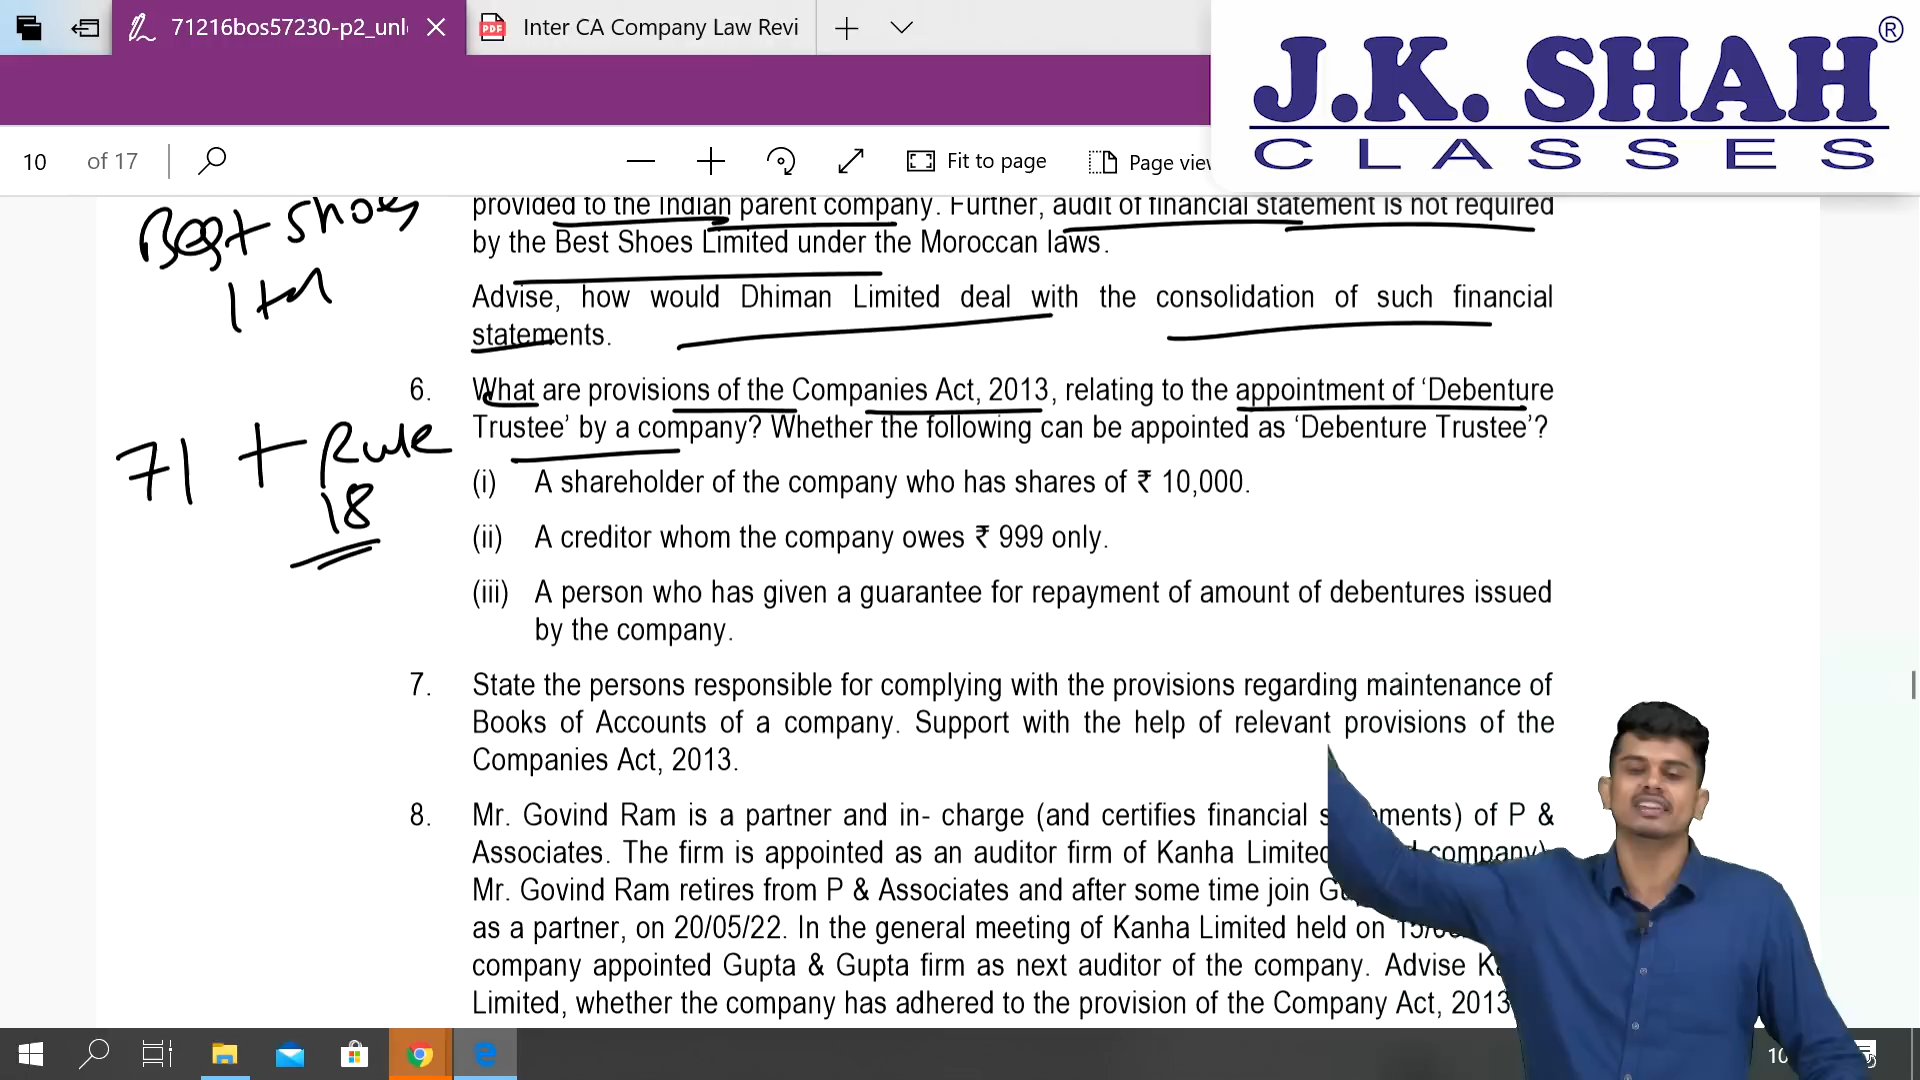 71216bos57230-p2_unl
Inter CA Company Law Revi
J.K. SHAH®
CLASSES
10 of 17
Fit to page
Page view
Best Shoes
ltd
provided to the Indian parent company. Further, audit of financial statement is not required
by the Best Shoes Limited under the Moroccan laws.
Advise, how would Dhiman Limited deal with the consolidation of such financial
statements.
71 + Rule
18
6. What are provisions of the Companies Act, 2013, relating to the appointment of ‘Debenture
Trustee’ by a company? Whether the following can be appointed as ‘Debenture Trustee’?
(i) A shareholder of the company who has shares of ₹ 10,000.
(ii) A creditor whom the company owes ₹ 999 only.
(iii) A person who has given a guarantee for repayment of amount of debentures issued
by the company.
7. State the persons responsible for complying with the provisions regarding maintenance of
Books of Accounts of a company. Support with the help of relevant provisions of the
Companies Act, 2013.
8. Mr. Govind Ram is a partner and in- charge (and certifies financial s ments) of P &
Associates. The firm is appointed as an auditor firm of Kanha Limited company).
Mr. Govind Ram retires from P & Associates and after some time join
as a partner, on 20/05/22. In the general meeting of Kanha Limited held on
company appointed Gupta & Gupta firm as next auditor of the company. Advise
Limited, whether the company has adhered to the provision of the Company Act, 2013
PDF
10